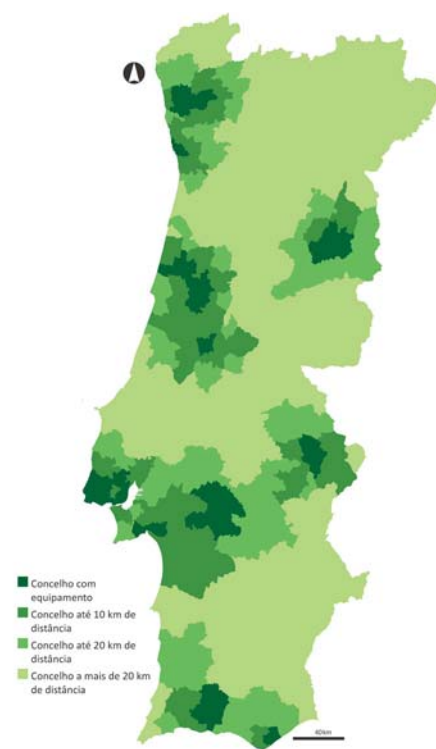 Concelho com
equipamento
Concelho até 10 km de
distância
Concelho até 20 km de
distância
Concelho a mais de 20 km
de distância
40km